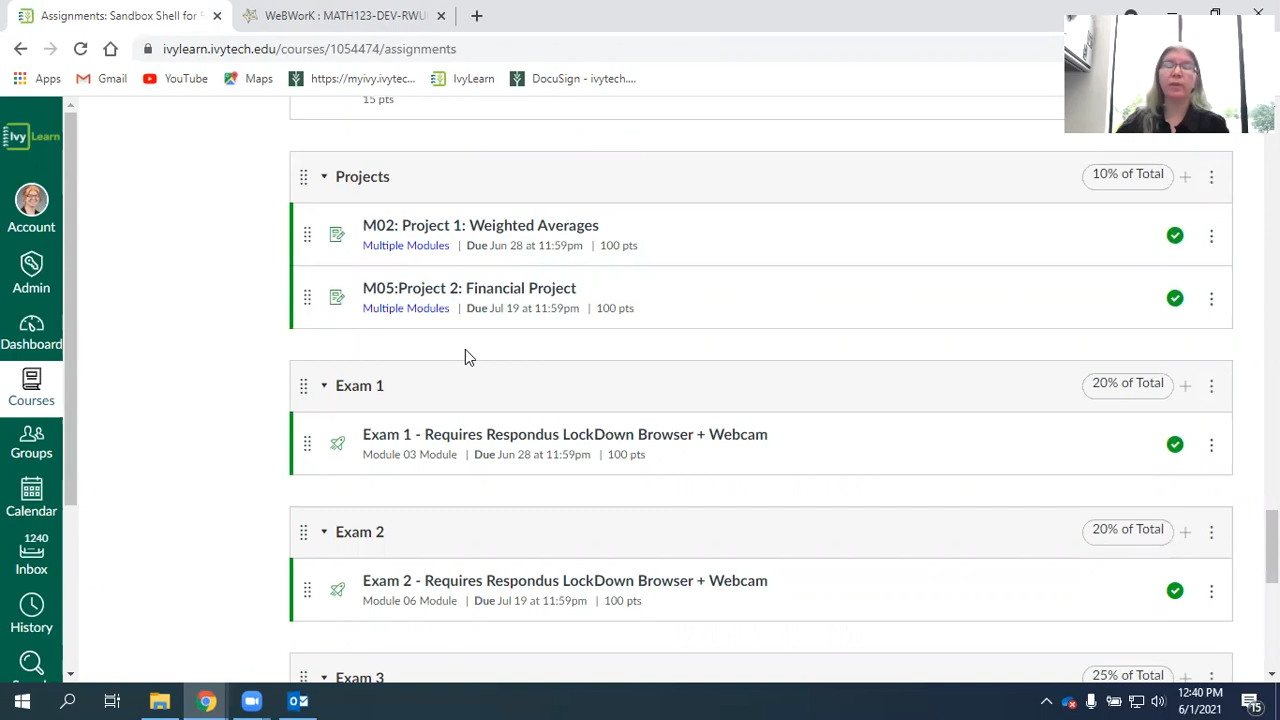 Assignments: Sandbox Shell for
WeBWorK : MATH123-DEV-RWU
ivylearn.ivytech.edu/courses/1054474/assignments
Apps
Gmail
YouTube
Maps
https://myivy.ivytec...
IvyLearn
DocuSign - ivytech....
Ivy Learn
Account
Admin
Dashboard
Courses
Groups
Calendar
1240
Inbox
History
15 pts
Projects
10% of Total
M02: Project 1: Weighted Averages
Multiple Modules | Due Jun 28 at 11:59pm | 100 pts
M05:Project 2: Financial Project
Multiple Modules | Due Jul 19 at 11:59pm | 100 pts
Exam 1
20% of Total
Exam 1 - Requires Respondus LockDown Browser + Webcam
Module 03 Module | Due Jun 28 at 11:59pm | 100 pts
Exam 2
20% of Total
Exam 2 - Requires Respondus LockDown Browser + Webcam
Module 06 Module | Due Jul 19 at 11:59pm | 100 pts
Exam 3
25% of Total
12:40 PM
6/1/2021
15